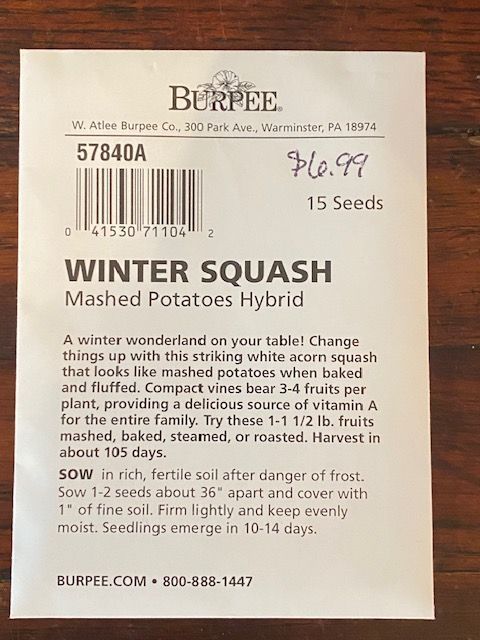 BURPEE®
W. Atlee Burpee Co., 300 Park Ave., Warminster, PA 18974
57840A
$6.99
15 Seeds
0 41530 71104 2
WINTER SQUASH
Mashed Potatoes Hybrid
A winter wonderland on your table! Change
things up with this striking white acorn squash
that looks like mashed potatoes when baked
and fluffed. Compact vines bear 3-4 fruits per
plant, providing a delicious source of vitamin A
for the entire family. Try these 1-1 1/2 lb. fruits
mashed, baked, steamed, or roasted. Harvest in
about 105 days.
SOW in rich, fertile soil after danger of frost.
Sow 1-2 seeds about 36" apart and cover with
1" of fine soil. Firm lightly and keep evenly
moist. Seedlings emerge in 10-14 days.
BURPEE.COM • 800-888-1447